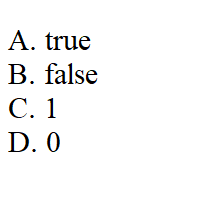 A. true
B. false
C. 1
D. 0